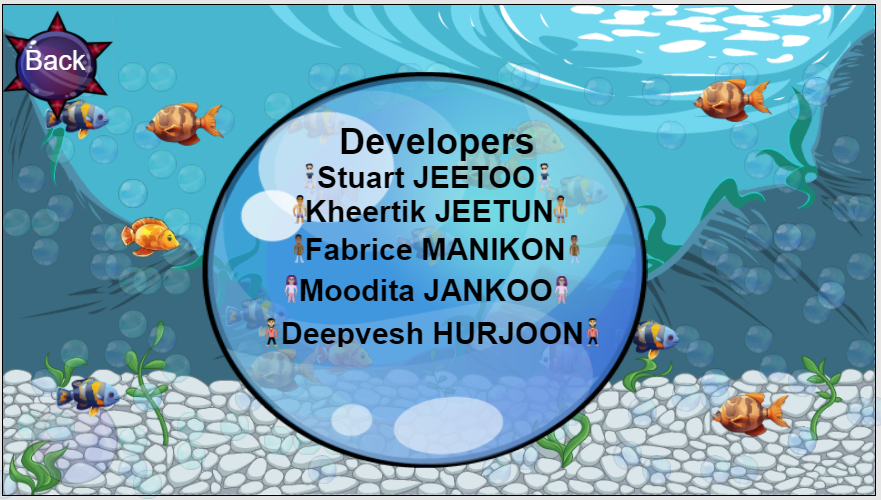 Back
Developers
Stuart JEETOO
Kheertik JEETUN
Fabrice MANIKON
Moodita JANKOO
Deepvesh HURJOON